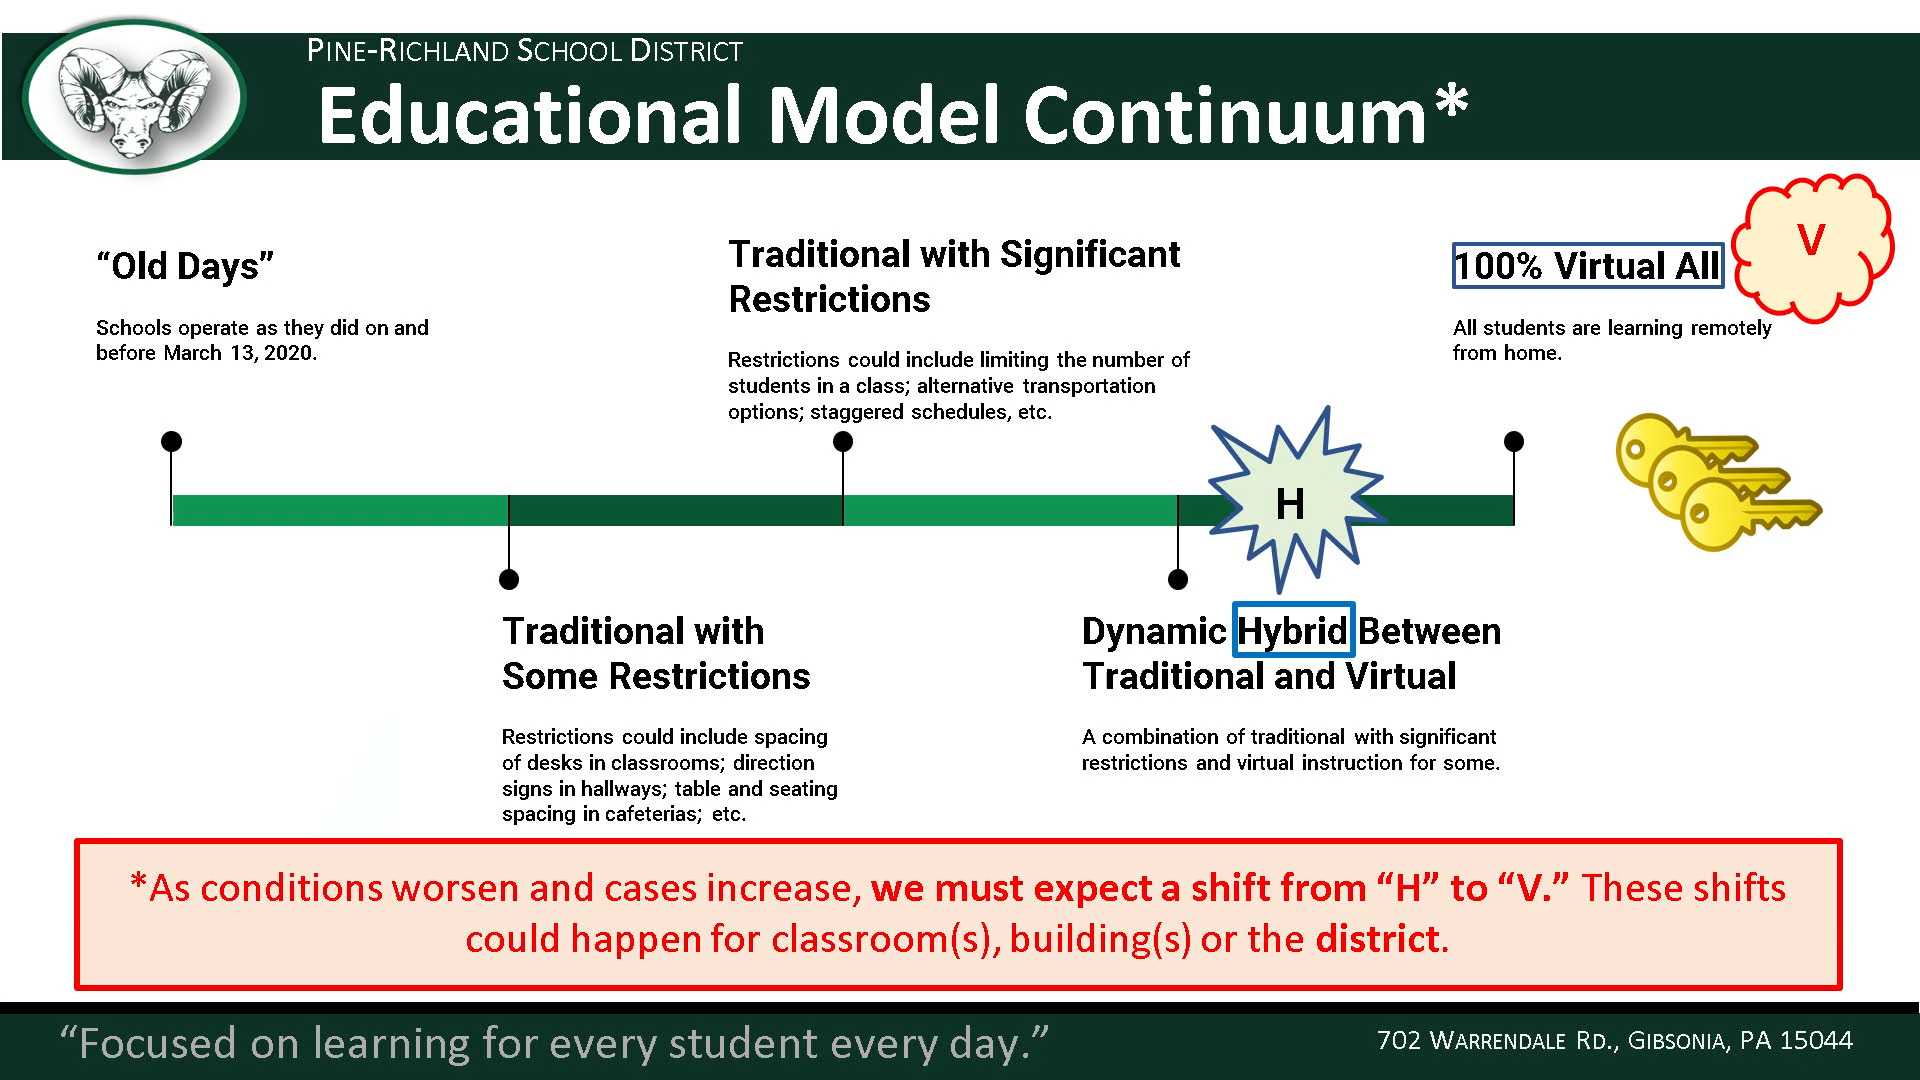 PINE-RICHLAND SCHOOL DISTRICT
Educational Model Continuum*
“Old Days”
Schools operate as they did on and
before March 13, 2020.
Traditional with Significant
Restrictions
Restrictions could include limiting the number of
students in a class; alternative transportation
options; staggered schedules, etc.
100% Virtual All
V
All students are learning remotely
from home.
H
Traditional with
Some Restrictions
Restrictions could include spacing
of desks in classrooms; direction
signs in hallways; table and seating
spacing in cafeterias; etc.
Dynamic Hybrid Between
Traditional and Virtual
A combination of traditional with significant
restrictions and virtual instruction for some.
*As conditions worsen and cases increase, we must expect a shift from “H” to “V.” These shifts
could happen for classroom(s), building(s) or the district.
“Focused on learning for every student every day.”
702 WARRENDALE RD., GIBSONIA, PA 15044